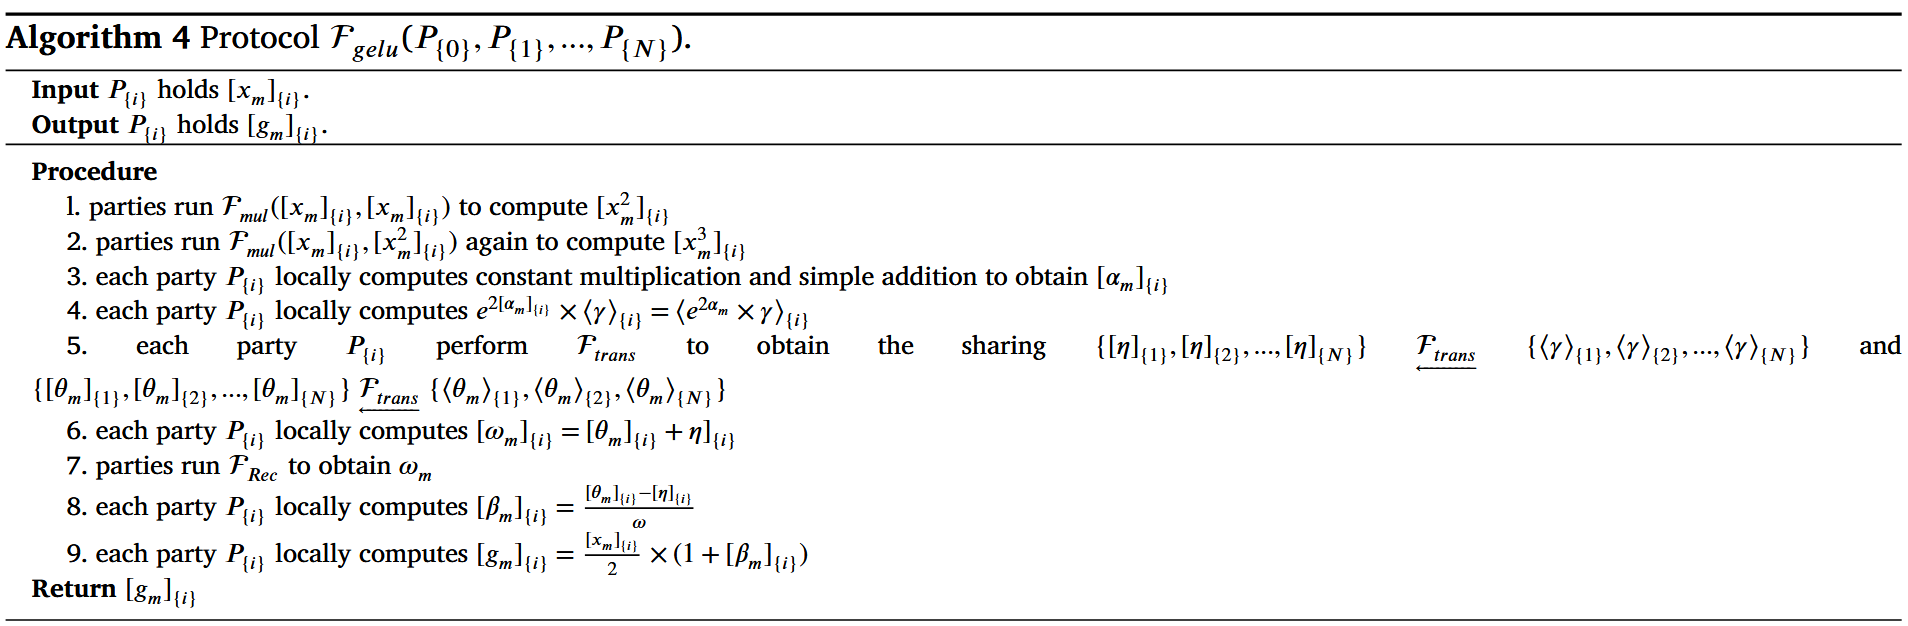 Algorithm 4 Protocol $\mathcal{F}_{gelu}(P_{\{0\}}, P_{\{1\}}, ..., P_{\{N\}})$.
Input $P_{\{i\}}$ holds $[x_m]_{\{i\}}$.
Output $P_{\{i\}}$ holds $[g_m]_{\{i\}}$.
Procedure
l. parties run $\mathcal{F}_{mul}([x_m]_{\{i\}}, [x_m]_{\{i\}})$ to compute $[x_m^2]_{\{i\}}$
2. parties run $\mathcal{F}_{mul}([x_m]_{\{i\}}, [x_m^2]_{\{i\}})$ again to compute $[x_m^3]_{\{i\}}$
3. each party $P_{\{i\}}$ locally computes constant multiplication and simple addition to obtain $[\alpha_m]_{\{i\}}$
4. each party $P_{\{i\}}$ locally computes $e^{2[\alpha_m]_{\{i\}}} \times \langle\gamma\rangle_{\{i\}} = \langle e^{2\alpha_m} \times \gamma\rangle_{\{i\}}$
5. each party $P_{\{i\}}$ perform $\mathcal{F}_{trans}$ to obtain the sharing $\{[\eta]_{\{1\}}, [\eta]_{\{2\}}, ..., [\eta]_{\{N\}}\}$ $\underleftarrow{\mathcal{F}_{trans}}$ $\{\langle\gamma\rangle_{\{1\}}, \langle\gamma\rangle_{\{2\}}, ..., \langle\gamma\rangle_{\{N\}}\}$ and
$\{[\theta_m]_{\{1\}}, [\theta_m]_{\{2\}}, ..., [\theta_m]_{\{N\}}\}$ $\underleftarrow{\mathcal{F}_{trans}}$ $\{\langle\theta_m\rangle_{\{1\}}, \langle\theta_m\rangle_{\{2\}}, \langle\theta_m\rangle_{\{N\}}\}$
6. each party $P_{\{i\}}$ locally computes $[\omega_m]_{\{i\}} = [\theta_m]_{\{i\}} + \eta]_{\{i\}}$
7. parties run $\mathcal{F}_{Rec}$ to obtain $\omega_m$
8. each party $P_{\{i\}}$ locally computes $[\beta_m]_{\{i\}} = \frac{[\theta_m]_{\{i\}} - [\eta]_{\{i\}}}{\omega}$
9. each party $P_{\{i\}}$ locally computes $[g_m]_{\{i\}} = \frac{[x_m]_{\{i\}}}{2} \times (1 + [\beta_m]_{\{i\}})$
Return $[g_m]_{\{i\}}$